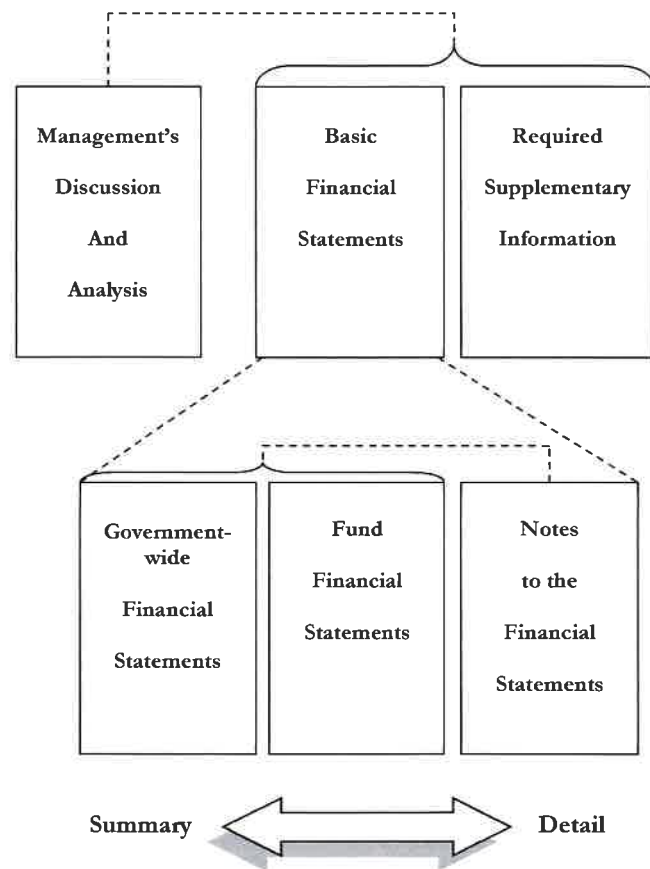 Management's
Discussion
And
Analysis
Basic
Financial
Statements
Required
Supplementary
Information
Government-
wide
Financial
Statements
Fund
Financial
Statements
Notes
to the
Financial
Statements
Summary
Detail